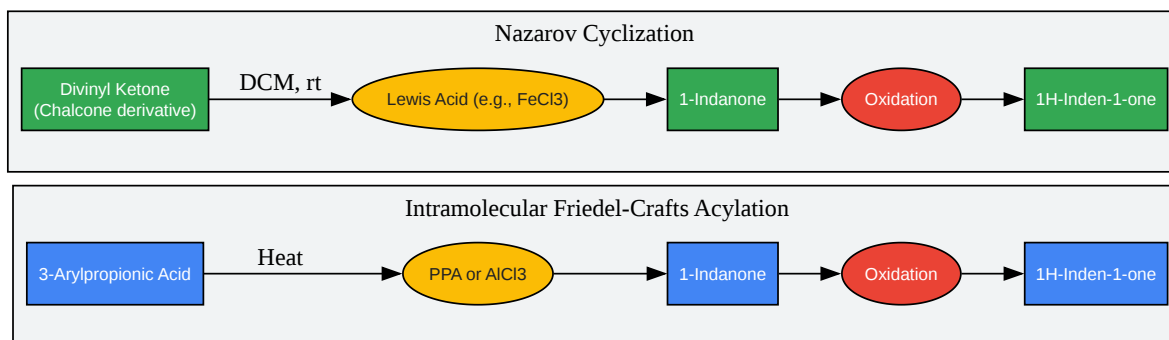 Nazarov Cyclization
Divinyl Ketone
(Chalcone derivative)
DCM, rt
Lewis Acid (e.g., FeCl3)
1-Indanone
Oxidation
1H-Inden-1-one
Intramolecular Friedel-Crafts Acylation
3-Arylpropionic Acid
Heat
PPA or AlCl3
1-Indanone
Oxidation
1H-Inden-1-one